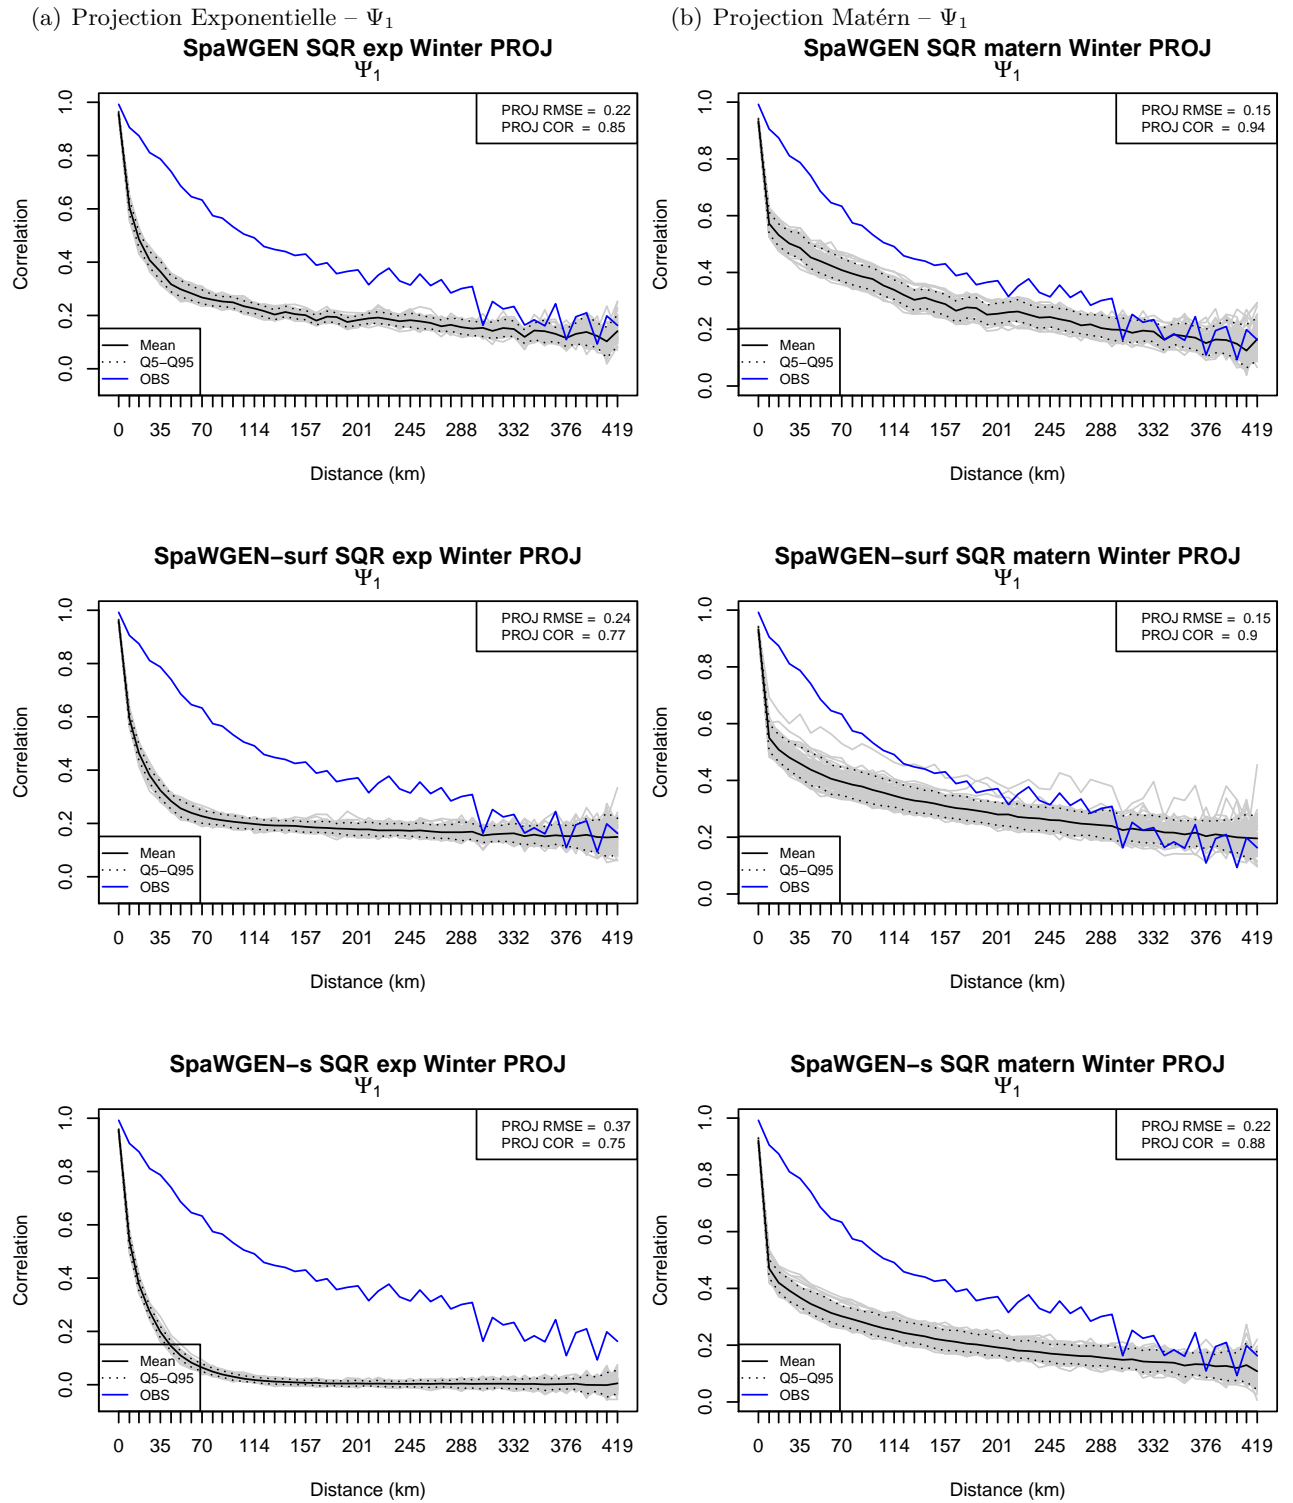 (a) Projection Exponentielle – Ψ1
(b) Projection Matérn – Ψ1
SpaWGEN SQR exp Winter PROJ
Ψ1
PROJ RMSE = 0.22
PROJ COR = 0.85
Correlation
0.0 0.2 0.4 0.6 0.8 1.0
Mean
Q5−Q95
OBS
0 35 70 114 157 201 245 288 332 376 419
Distance (km)
SpaWGEN SQR matern Winter PROJ
Ψ1
PROJ RMSE = 0.15
PROJ COR = 0.94
Correlation
0.0 0.2 0.4 0.6 0.8 1.0
Mean
Q5−Q95
OBS
0 35 70 114 157 201 245 288 332 376 419
Distance (km)
SpaWGEN−surf SQR exp Winter PROJ
Ψ1
PROJ RMSE = 0.24
PROJ COR = 0.77
Correlation
0.0 0.2 0.4 0.6 0.8 1.0
Mean
Q5−Q95
OBS
0 35 70 114 157 201 245 288 332 376 419
Distance (km)
SpaWGEN−surf SQR matern Winter PROJ
Ψ1
PROJ RMSE = 0.15
PROJ COR = 0.9
Correlation
0.0 0.2 0.4 0.6 0.8 1.0
Mean
Q5−Q95
OBS
0 35 70 114 157 201 245 288 332 376 419
Distance (km)
SpaWGEN−s SQR exp Winter PROJ
Ψ1
PROJ RMSE = 0.37
PROJ COR = 0.75
Correlation
0.0 0.2 0.4 0.6 0.8 1.0
Mean
Q5−Q95
OBS
0 35 70 114 157 201 245 288 332 376 419
Distance (km)
SpaWGEN−s SQR matern Winter PROJ
Ψ1
PROJ RMSE = 0.22
PROJ COR = 0.88
Correlation
0.0 0.2 0.4 0.6 0.8 1.0
Mean
Q5−Q95
OBS
0 35 70 114 157 201 245 288 332 376 419
Distance (km)